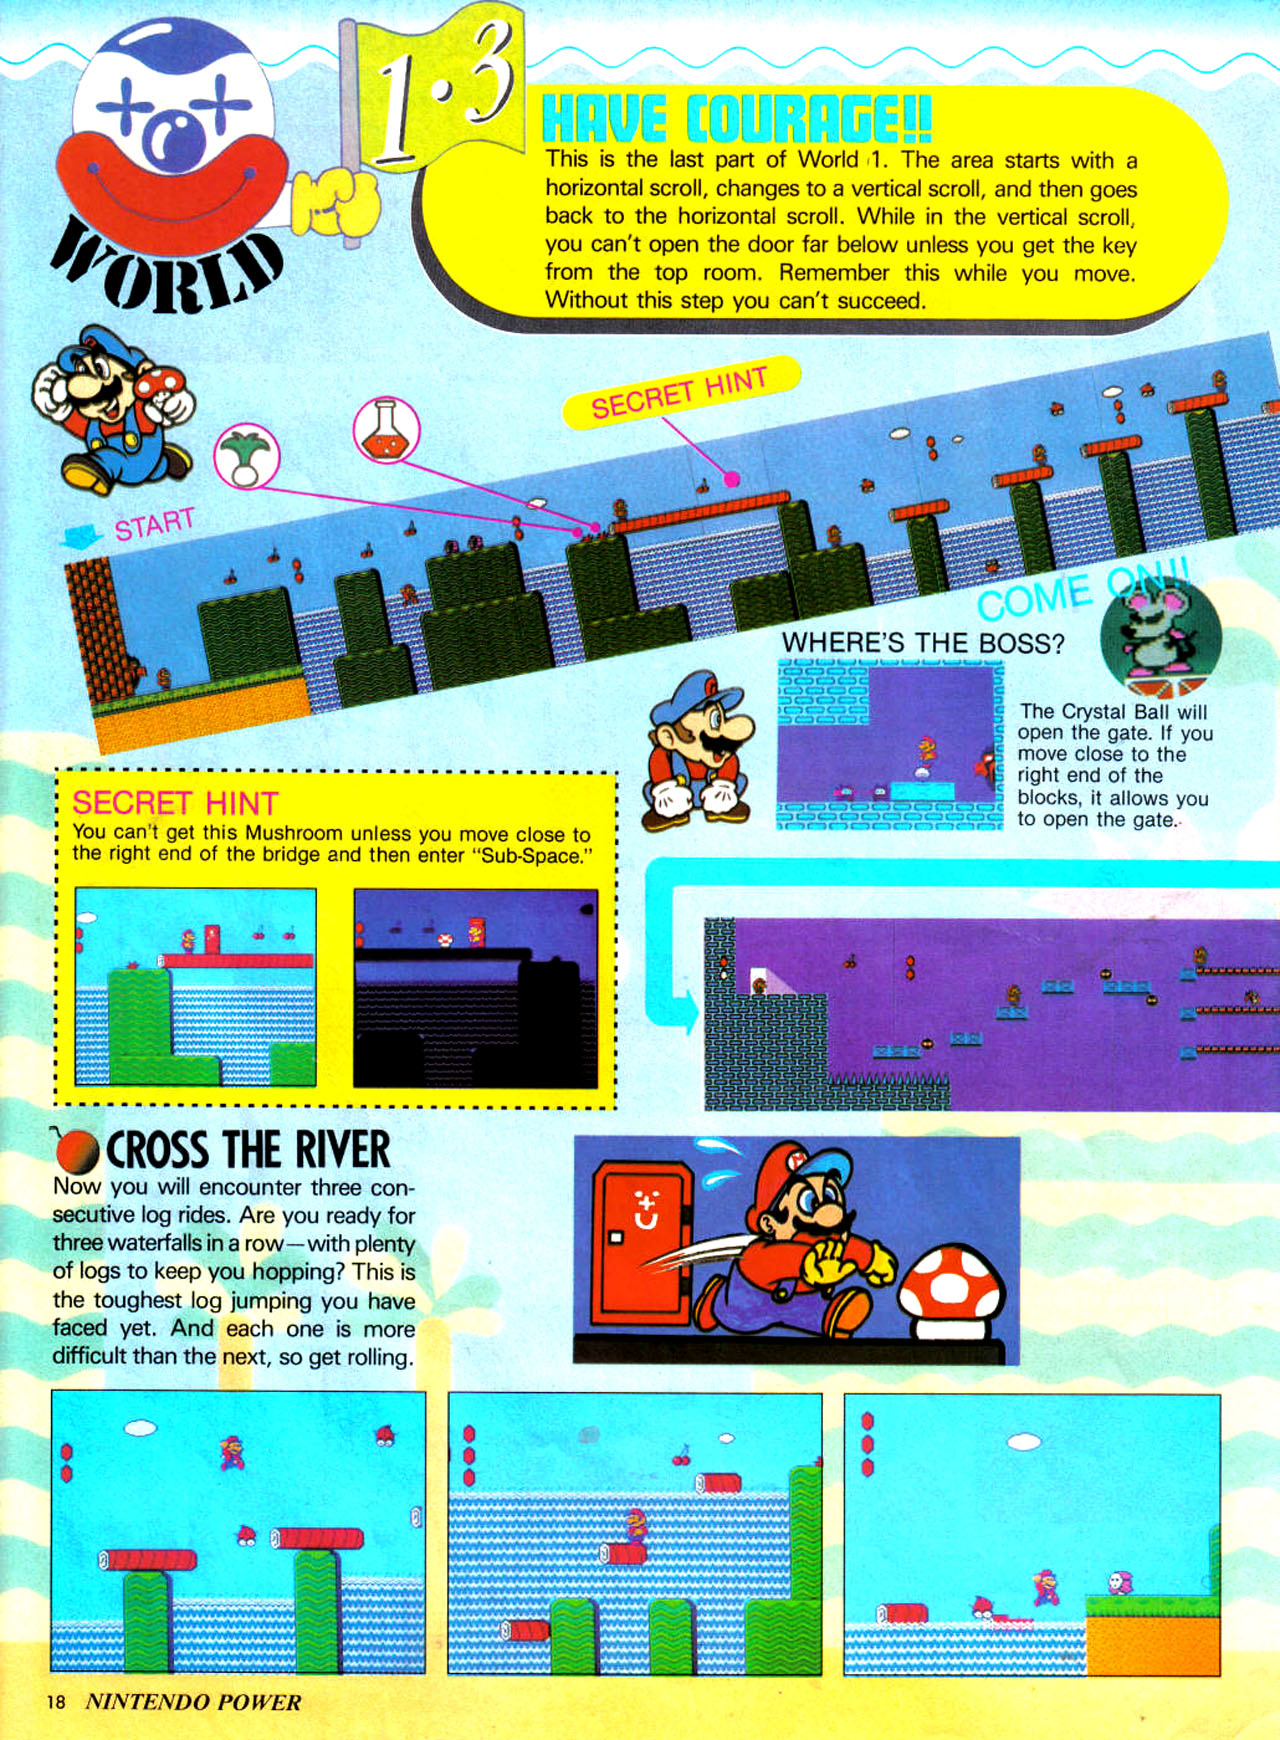 WORLD
1·3
HAVE COURAGE!!
This is the last part of World 1. The area starts with a
horizontal scroll, changes to a vertical scroll, and then goes
back to the horizontal scroll. While in the vertical scroll,
you can't open the door far below unless you get the key
from the top room. Remember this while you move.
Without this step you can't succeed.
SECRET HINT
START
COME ON!!
WHERE'S THE BOSS?
The Crystal Ball will
open the gate. If you
move close to the
right end of the
blocks, it allows you
to open the gate.
SECRET HINT
You can't get this Mushroom unless you move close to
the right end of the bridge and then enter "Sub-Space."
CROSS THE RIVER
Now you will encounter three con-
secutive log rides. Are you ready for
three waterfalls in a row—with plenty
of logs to keep you hopping? This is
the toughest log jumping you have
faced yet. And each one is more
difficult than the next, so get rolling.
M
18 NINTENDO POWER